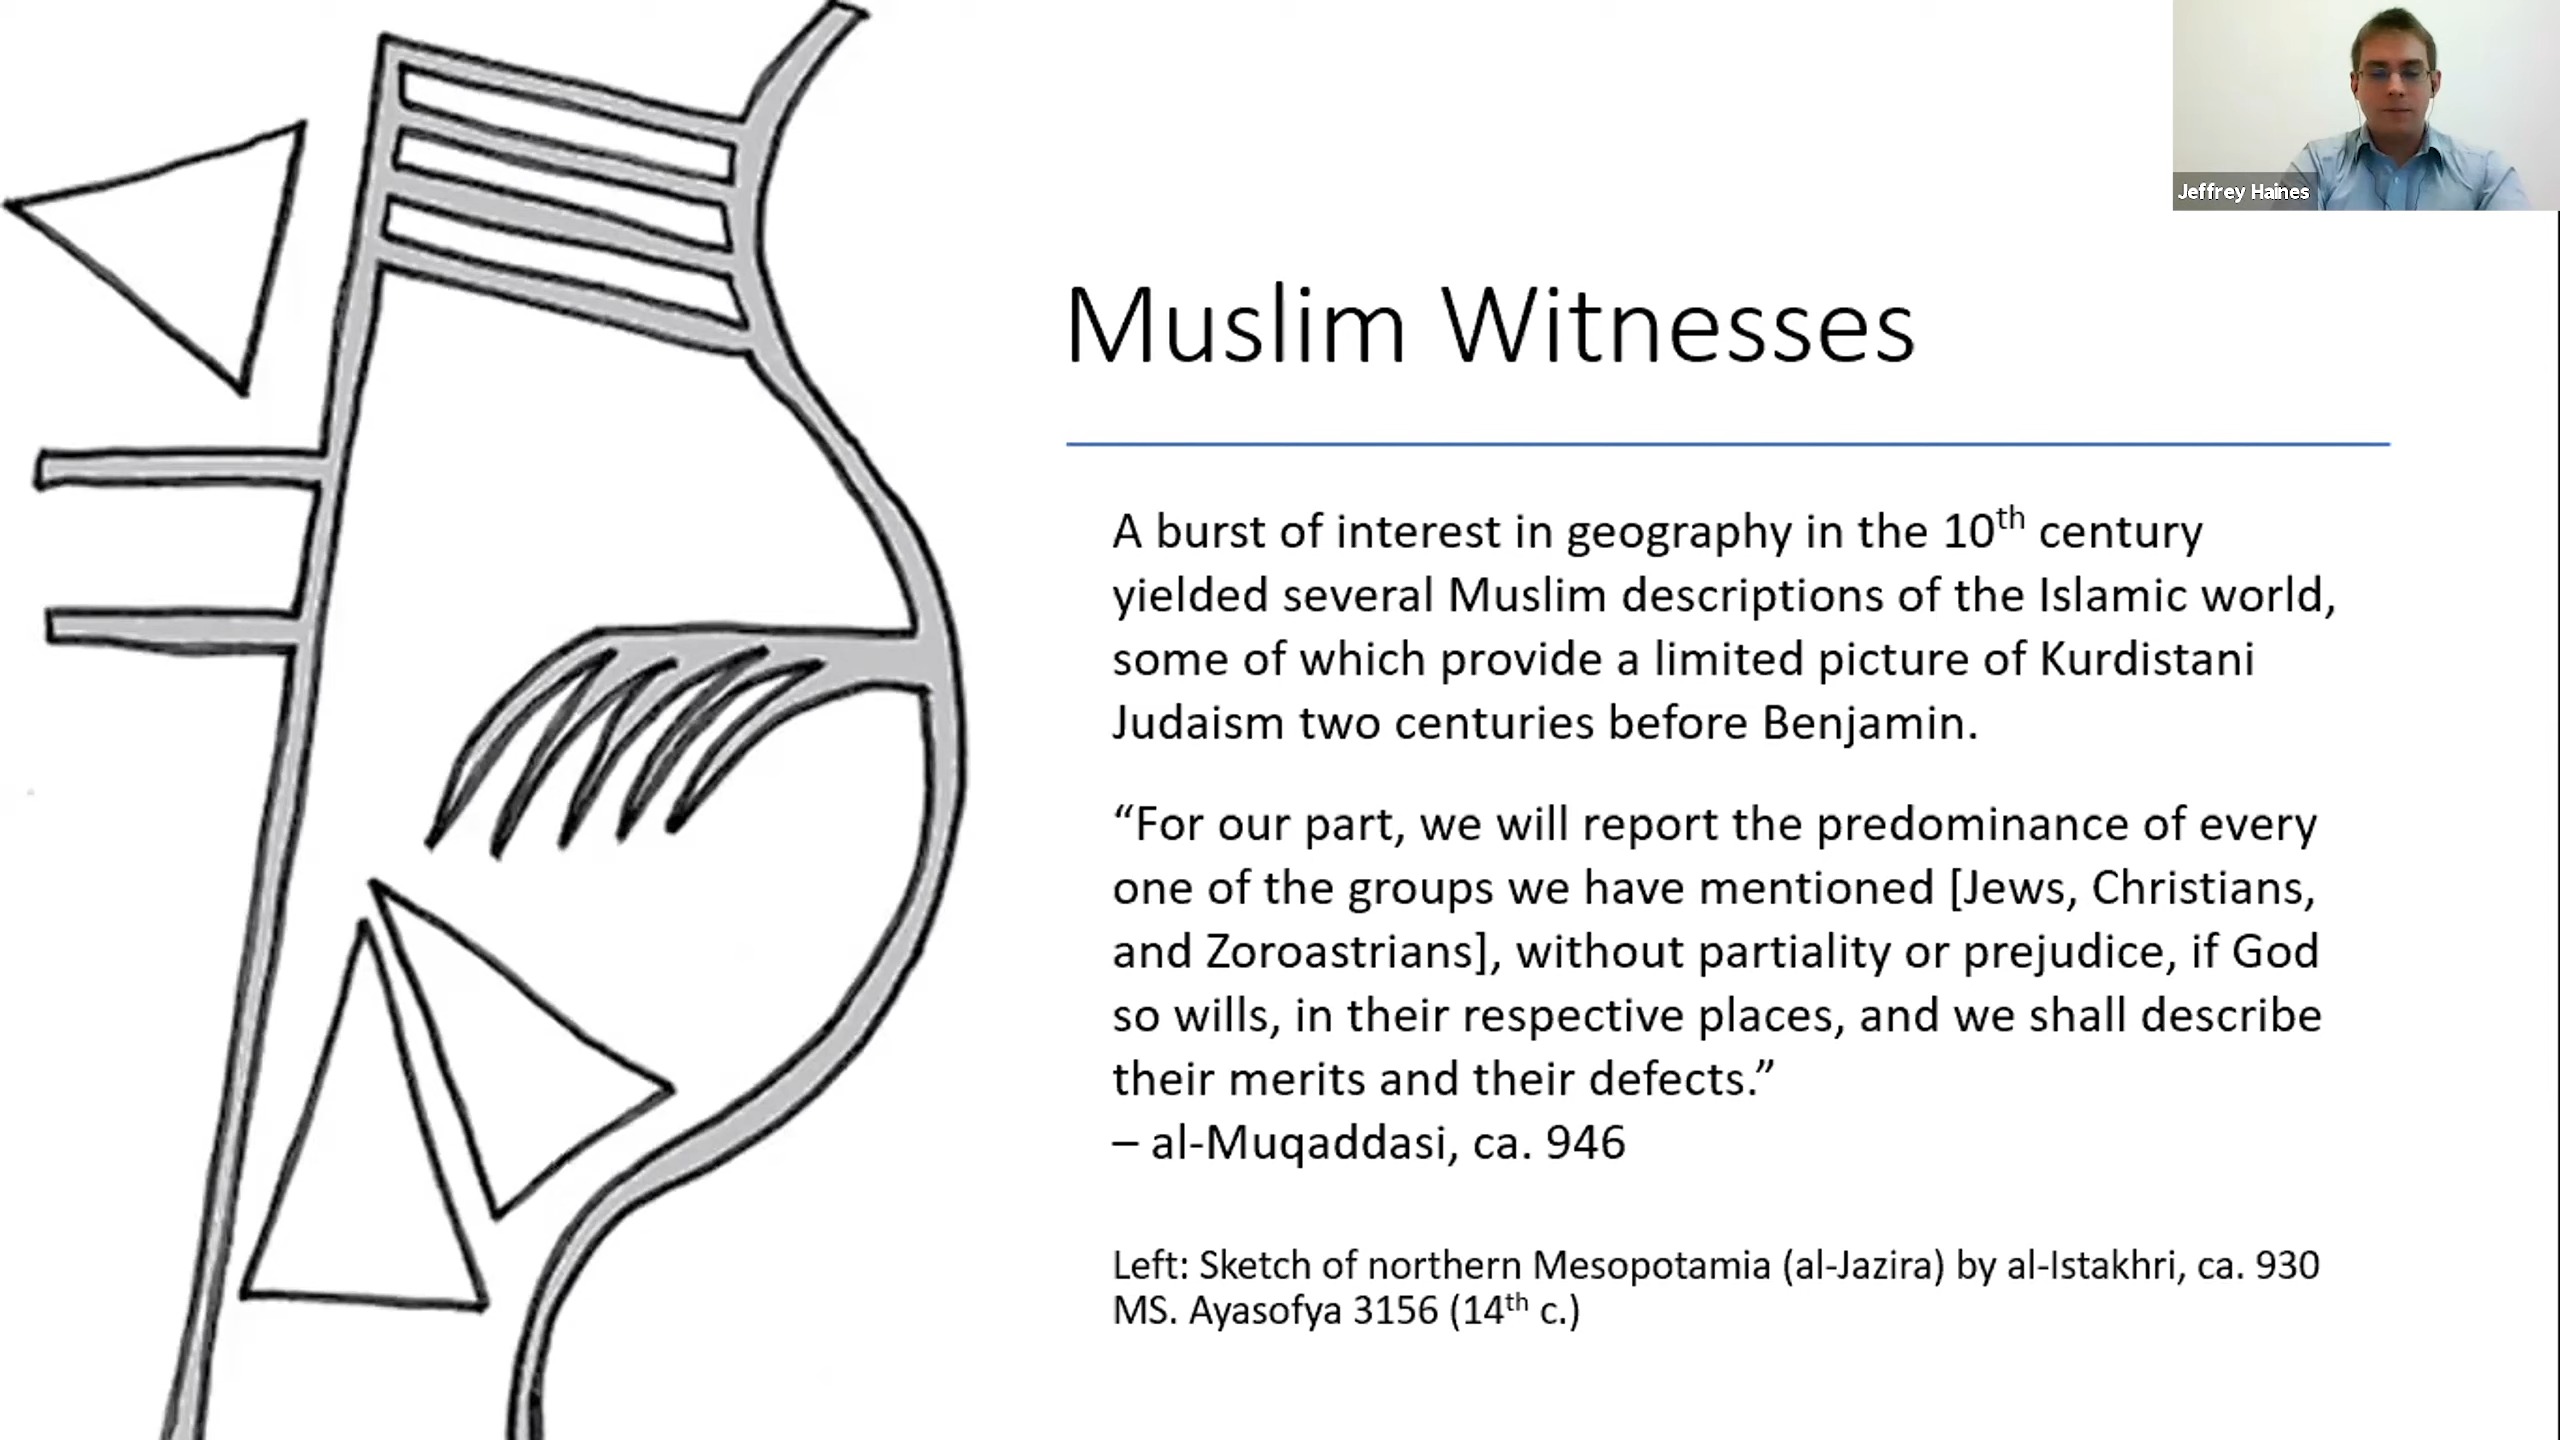 Jeffrey Haines
Muslim Witnesses
A burst of interest in geography in the 10th century
yielded several Muslim descriptions of the Islamic world,
some of which provide a limited picture of Kurdistani
Judaism two centuries before Benjamin.
“For our part, we will report the predominance of every
one of the groups we have mentioned [Jews, Christians,
and Zoroastrians], without partiality or prejudice, if God
so wills, in their respective places, and we shall describe
their merits and their defects.”
– al-Muqaddasi, ca. 946
Left: Sketch of northern Mesopotamia (al-Jazira) by al-Istakhri, ca. 930
MS. Ayasofya 3156 (14th c.)